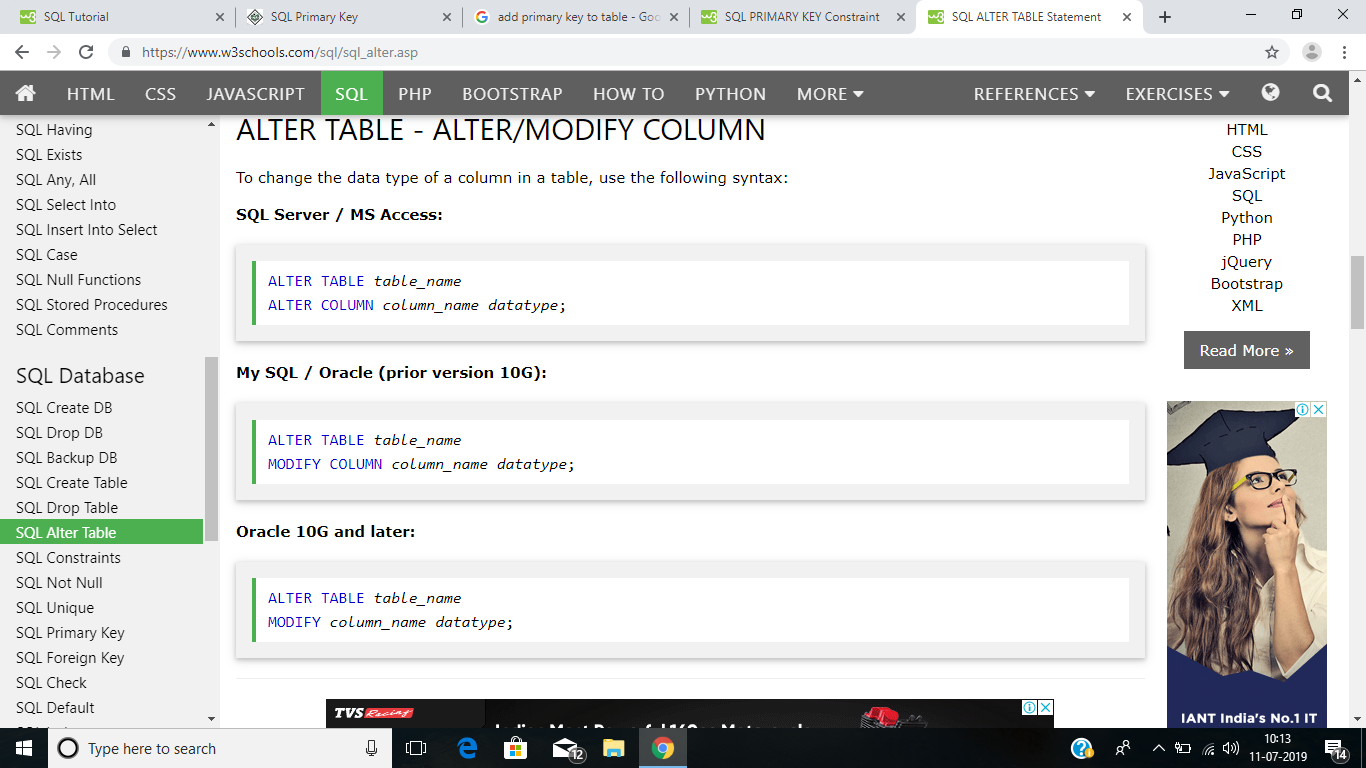 SQL Tutorial
SQL Primary Key
add primary key to table - Goo
SQL PRIMARY KEY Constraint
SQL ALTER TABLE Statement
https://www.w3schools.com/sql/sql_alter.asp
HTML CSS JAVASCRIPT SQL PHP BOOTSTRAP HOW TO PYTHON MORE REFERENCES EXERCISES
SQL Having
SQL Exists
SQL Any, All
SQL Select Into
SQL Insert Into Select
SQL Case
SQL Null Functions
SQL Stored Procedures
SQL Comments
SQL Database
SQL Create DB
SQL Drop DB
SQL Backup DB
SQL Create Table
SQL Drop Table
SQL Alter Table
SQL Constraints
SQL Not Null
SQL Unique
SQL Primary Key
SQL Foreign Key
SQL Check
SQL Default
ALTER TABLE - ALTER/MODIFY COLUMN
To change the data type of a column in a table, use the following syntax:
SQL Server / MS Access:
ALTER TABLE table_name
ALTER COLUMN column_name datatype;
My SQL / Oracle (prior version 10G):
ALTER TABLE table_name
MODIFY COLUMN column_name datatype;
Oracle 10G and later:
ALTER TABLE table_name
MODIFY column_name datatype;
TVS Racing
HTML
CSS
JavaScript
SQL
Python
PHP
jQuery
Bootstrap
XML
Read More »
IANT India's No.1 IT
Type here to search
12
10:13
11-07-2019
14